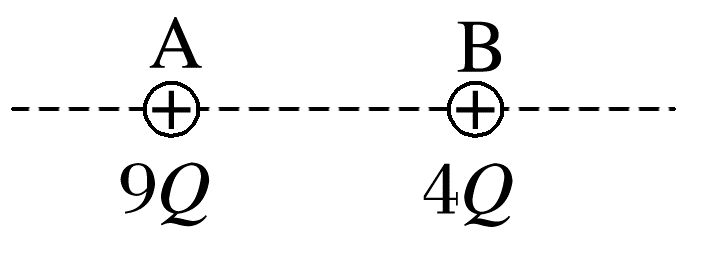 A B
+ +
9Q 4Q